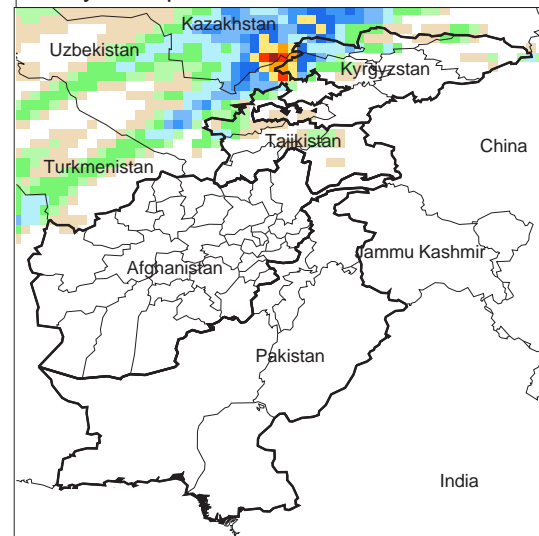 Kazakhstan
Uzbekistan
Kyrgyzstan
Tajikistan
China
Turkmenistan
Jammu Kashmir
Afghanistan
Pakistan
India